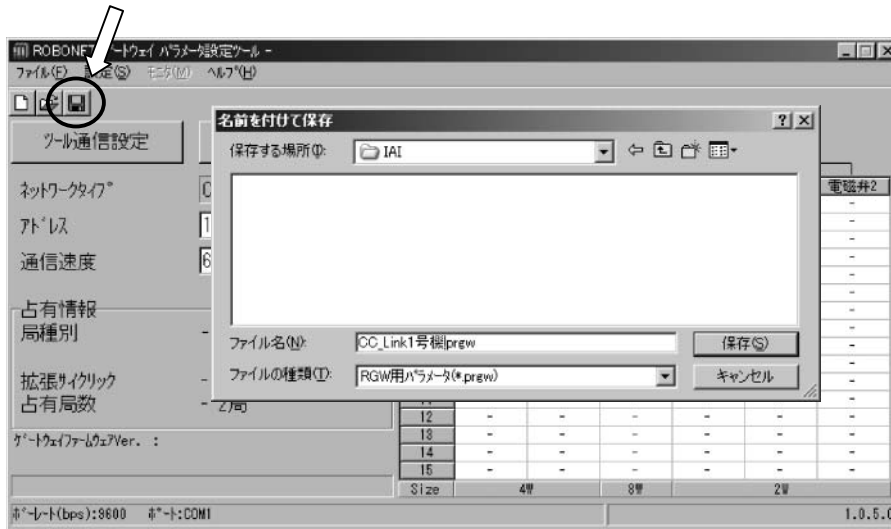 ROBONET ゲートウェイ パラメータ設定ツール -
ファイル(F) 設定(S) モニタ(M) ヘルプ(H)
ツール通信設定
名前を付けて保存
保存する場所(I):
IAI
ネットワークタイプ
アドレス
1
通信速度
6
電磁弁2
占有情報
局種別
-
拡張サイクリック
-
占有局数
- 2局
ファイル名(N):
CC_Link1号機prgw
保存(S)
ファイルの種類(T):
RGW用パラメータ(*.prgw)
キャンセル
12 - - - - - -
13 - - - - - -
14 - - - - - -
15 - - - - - -
Size 4W 8W 2W
ゲートウェイファームウェアVer. :
ボーレート(bps):9600 ポート:COM1
1.0.5.